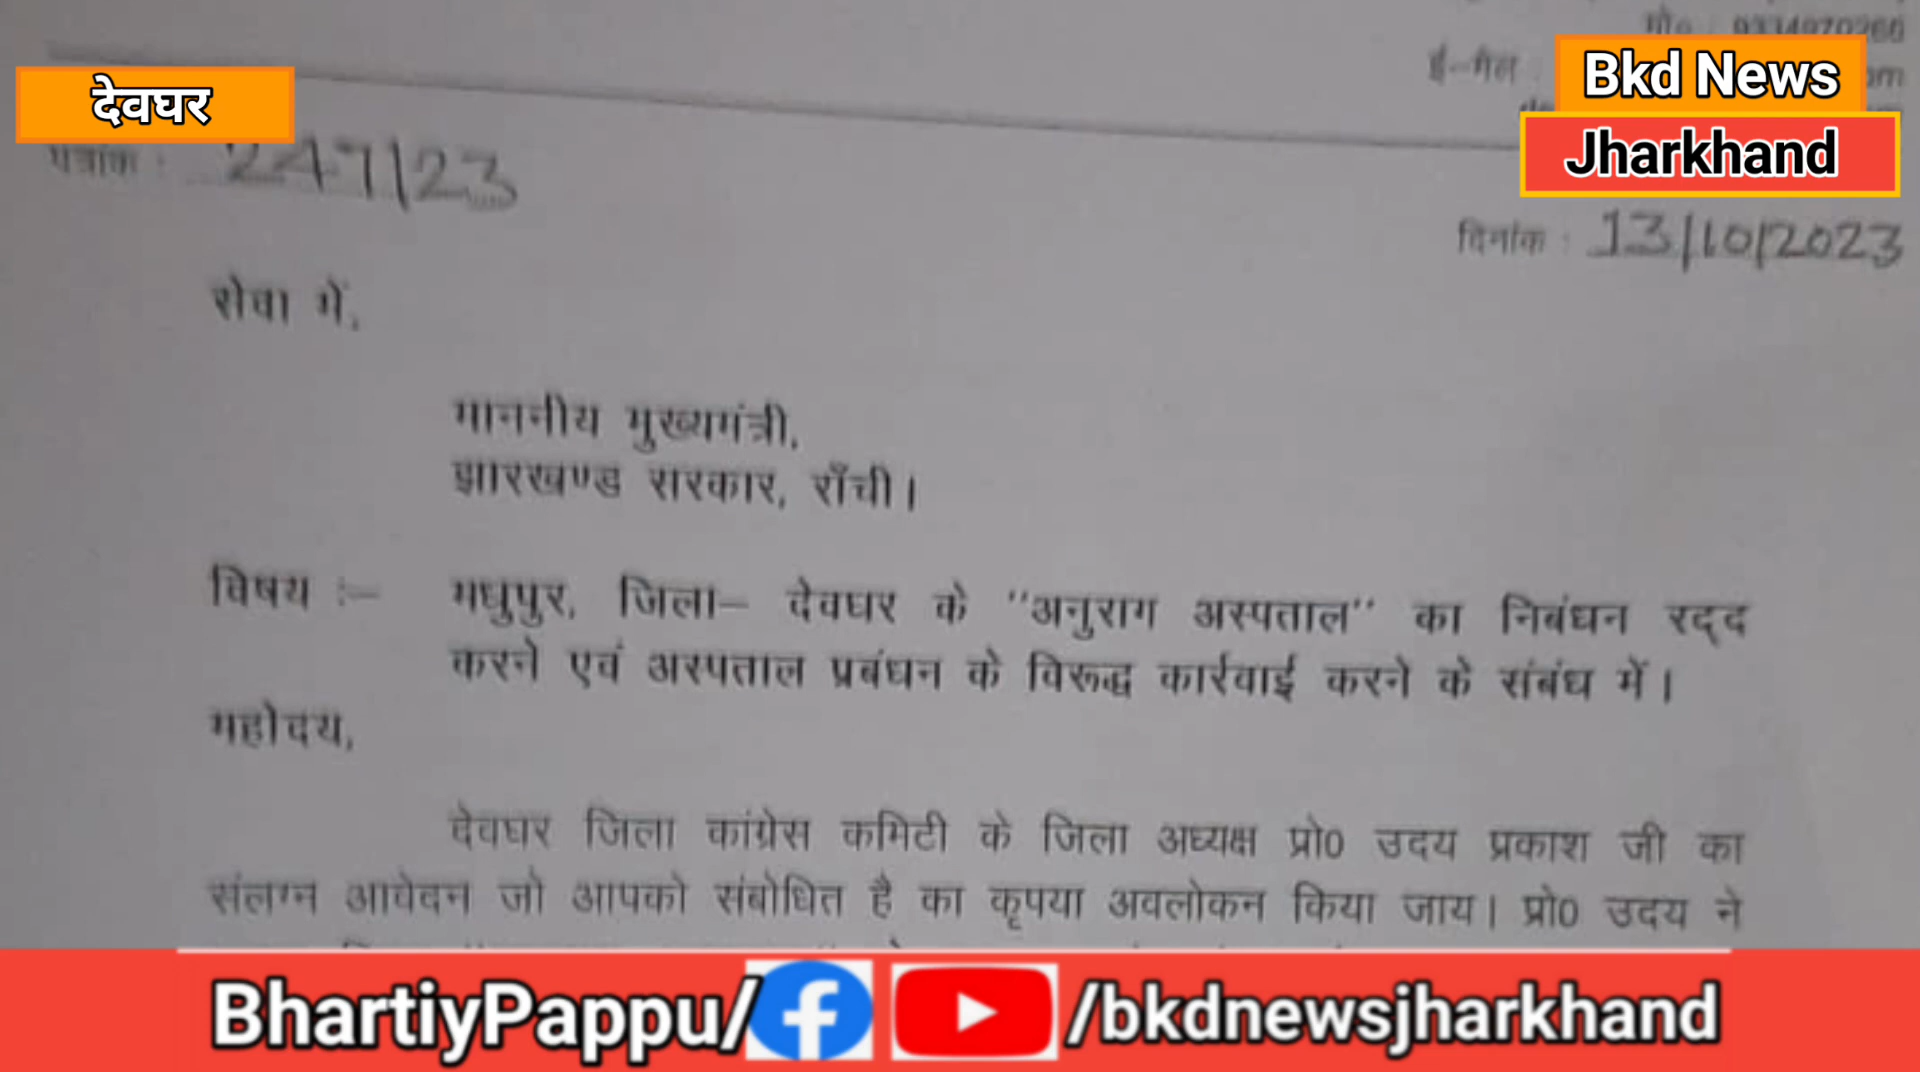 मो० : 9334970260
ई-मेल :
देवघर
Bkd News
Jharkhand
पत्रांक : 247/23
दिनांक : 13/10/2023
सेवा में,
माननीय मुख्यमंत्री,
झारखण्ड सरकार, राँची।
विषय :- मधुपुर, जिला- देवघर के "अनुराग अस्पताल" का निबंधन रद्द
करने एवं अस्पताल प्रबंधन के विरूद्ध कार्रवाई करने के संबंध में।
महोदय,
देवघर जिला कांग्रेस कमिटी के जिला अध्यक्ष प्रो0 उदय प्रकाश जी का
संलग्न आवेदन जो आपको संबोधित है का कृपया अवलोकन किया जाय। प्रो0 उदय ने
BhartiyPappu/ /bkdnewsjharkhand